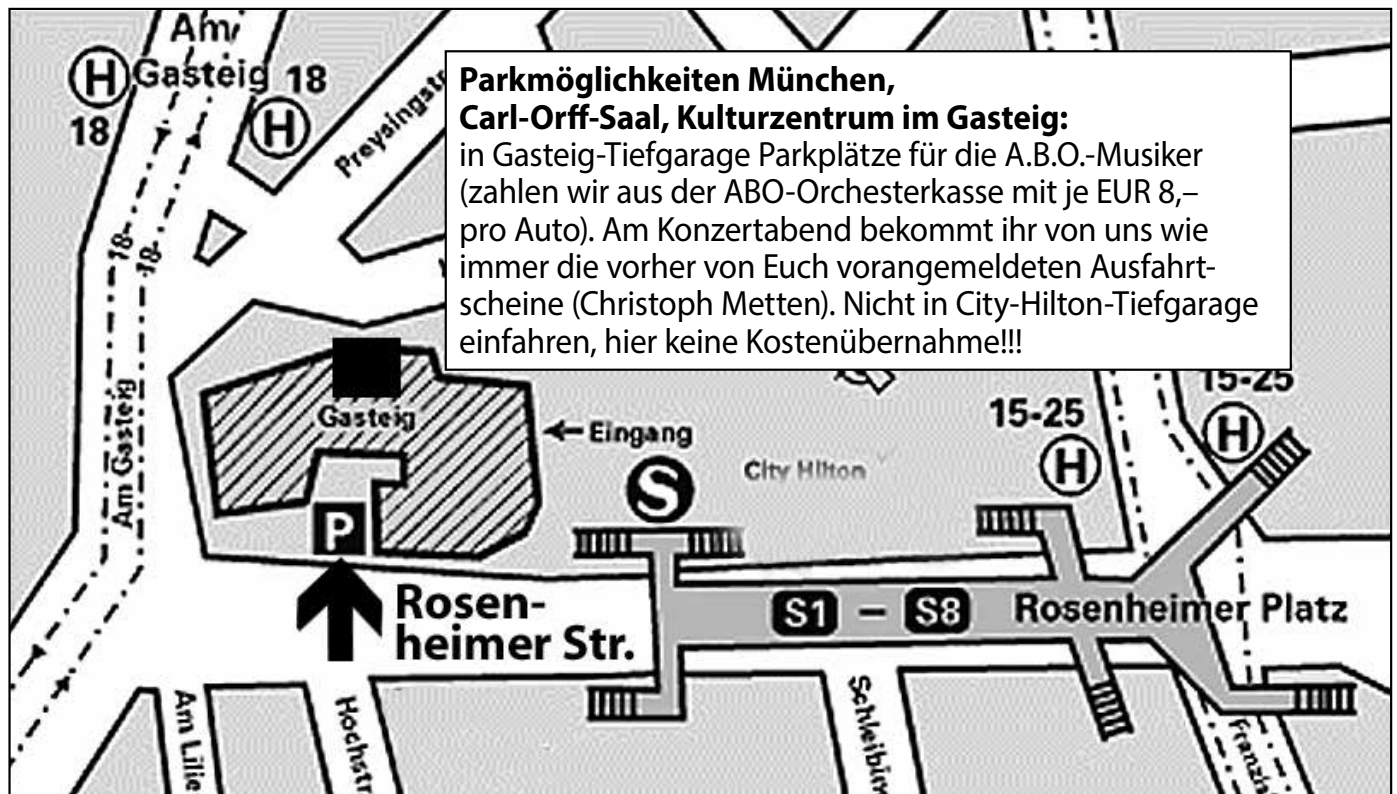 Am
Gasteig
H
18
18
H
Preysingstr
Parkmöglichkeiten München,
Carl-Orff-Saal, Kulturzentrum im Gasteig:
in Gasteig-Tiefgarage Parkplätze für die A.B.O.-Musiker
(zahlen wir aus der ABO-Orchesterkasse mit je EUR 8,–
pro Auto). Am Konzertabend bekommt ihr von uns wie
immer die vorher von Euch vorangemeldeten Ausfahrt-
scheine (Christoph Metten). Nicht in City-Hilton-Tiefgarage
einfahren, hier keine Kostenübernahme!!!
18
18
Am Gasteig
Gasteig
Eingang
S
City Hilton
15-25
H
15-25
H
P
Rosen-
heimer Str.
S1 – S8
Rosenheimer Platz
Am Lilie
Hochstr
Schleibin
Franzis